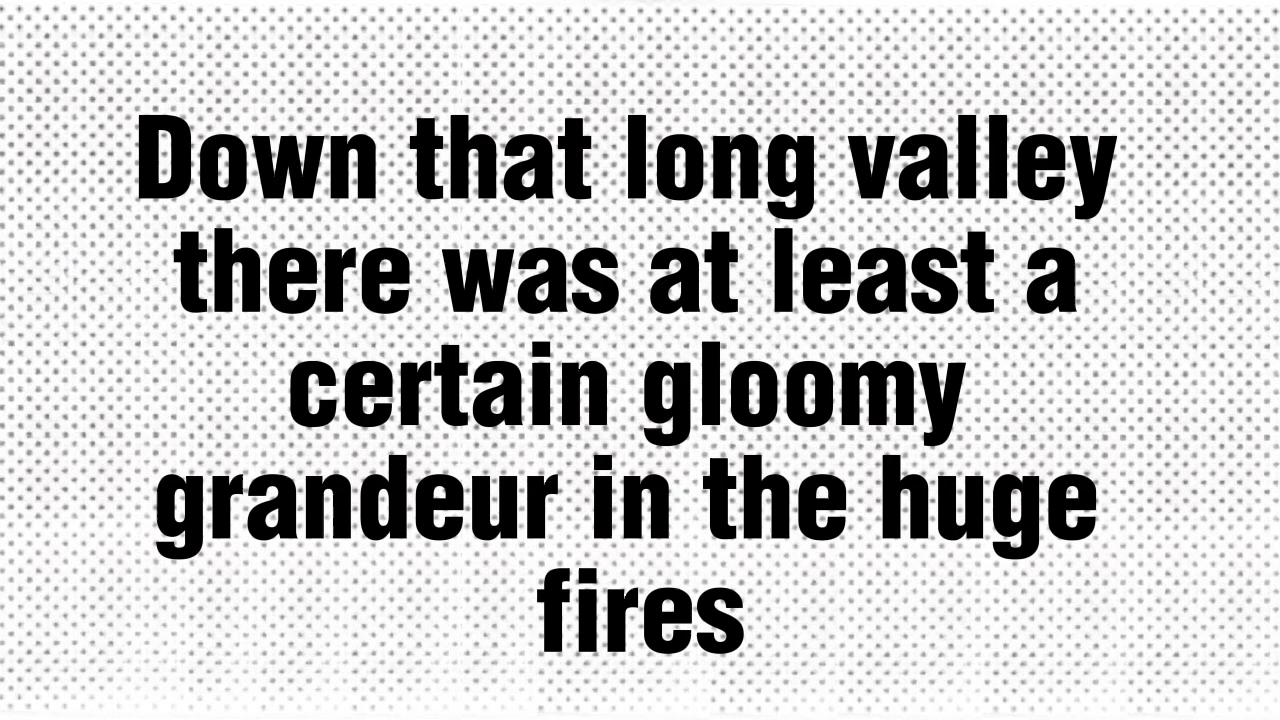 Down that long valley
there was at least a
certain gloomy
grandeur in the huge
fires